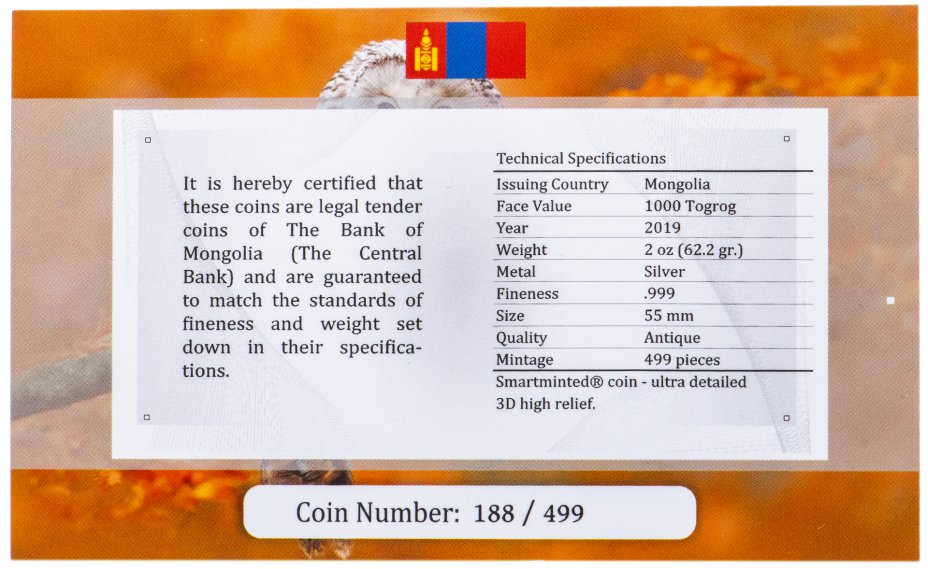 It is hereby certified that
these coins are legal tender
coins of The Bank of
Mongolia (The Central
Bank) and are guaranteed
to match the standards of
fineness and weight set
down in their specifica-
tions.
Technical Specifications
Issuing Country Mongolia
Face Value 1000 Togrog
Year 2019
Weight 2 oz (62.2 gr.)
Metal Silver
Fineness .999
Size 55 mm
Quality Antique
Mintage 499 pieces
Smartminted® coin - ultra detailed
3D high relief.
Coin Number: 188 / 499